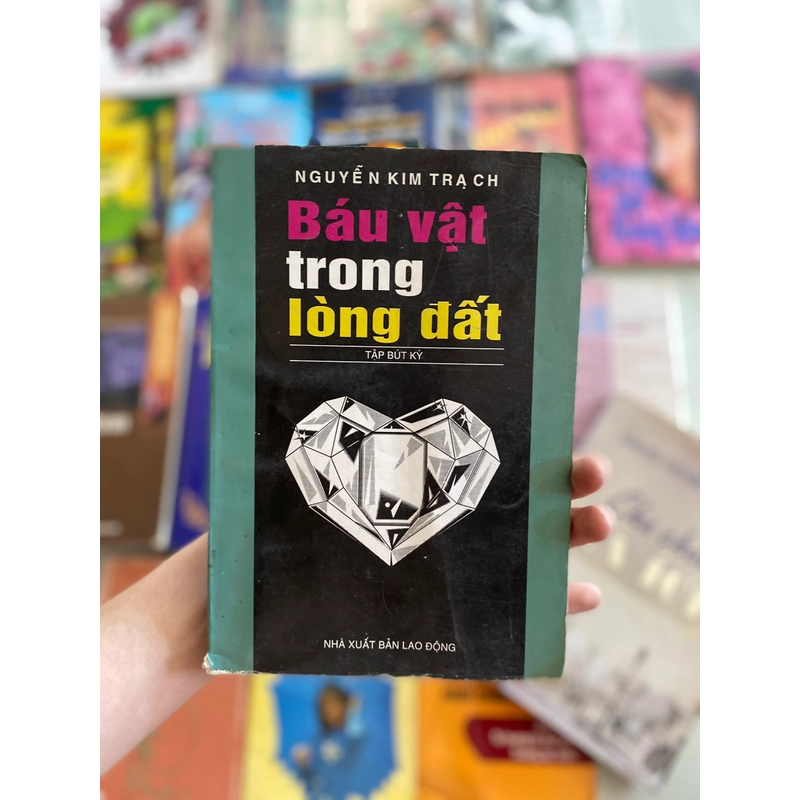 NGUYỄN KIM TRẠCH
Báu vật
trong
lòng đất
TẬP BÚT KÝ
NHÀ XUẤT BẢN LAO ĐỘNG